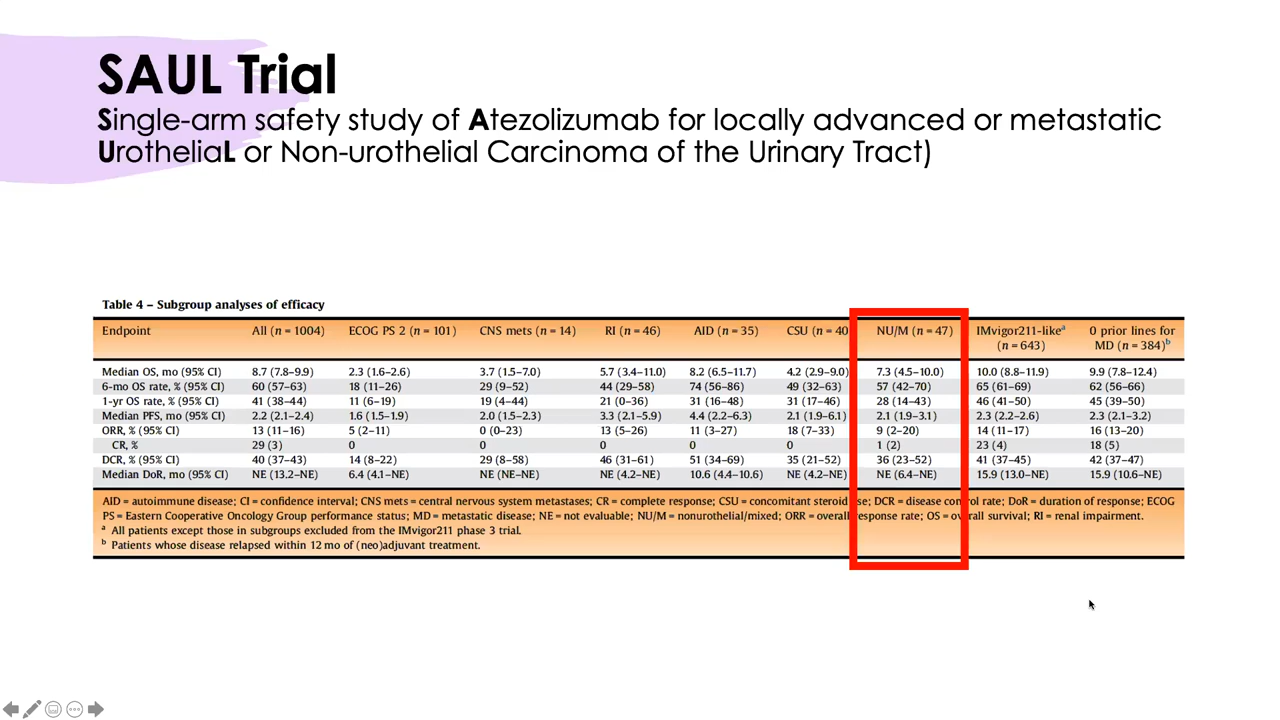 SAUL Trial
Single-arm safety study of Atezolizumab for locally advanced or metastatic
UrotheliaL or Non-urothelial Carcinoma of the Urinary Tract)
Table 4 – Subgroup analyses of efficacy
Endpoint All (n = 1004) ECOG PS 2 (n = 101) CNS mets (n = 14) RI (n = 46) AID (n = 35) CSU (n = 40 NU/M (n = 47) IMvigor211-like^a (n = 643) 0 prior lines for MD (n = 384)^b
Median OS, mo (95% CI) 8.7 (7.8–9.9) 2.3 (1.6–2.6) 3.7 (1.5–7.0) 5.7 (3.4–11.0) 8.2 (6.5–11.7) 4.2 (2.9–9.0) 7.3 (4.5–10.0) 10.0 (8.8–11.9) 9.9 (7.8–12.4)
6-mo OS rate, % (95% CI) 60 (57–63) 18 (11–26) 29 (9–52) 44 (29–58) 74 (56–86) 49 (32–63) 57 (42–70) 65 (61–69) 62 (56–66)
1-yr OS rate, % (95% CI) 41 (38–44) 11 (6–19) 19 (4–44) 21 (0–36) 31 (16–48) 31 (17–46) 28 (14–43) 46 (41–50) 45 (39–50)
Median PFS, mo (95% CI) 2.2 (2.1–2.4) 1.6 (1.5–1.9) 2.0 (1.5–2.3) 3.3 (2.1–5.9) 4.4 (2.2–6.3) 2.1 (1.9–6.1) 2.1 (1.9–3.1) 2.3 (2.2–2.6) 2.3 (2.1–3.2)
ORR, % (95% CI) 13 (11–16) 5 (2–11) 0 (0–23) 13 (5–26) 11 (3–27) 18 (7–33) 9 (2–20) 14 (11–17) 16 (13–20)
CR, % 29 (3) 0 0 0 0 0 1 (2) 23 (4) 18 (5)
DCR, % (95% CI) 40 (37–43) 14 (8–22) 29 (8–58) 46 (31–61) 51 (34–69) 35 (21–52) 36 (23–52) 41 (37–45) 42 (37–47)
Median DoR, mo (95% CI) NE (13.2–NE) 6.4 (4.1–NE) NE (NE–NE) NE (4.2–NE) 10.6 (4.4–10.6) NE (4.2–NE) NE (6.4–NE) 15.9 (13.0–NE) 15.9 (10.6–NE)
AID = autoimmune disease; CI = confidence interval; CNS mets = central nervous system metastases; CR = complete response; CSU = concomitant steroid se; DCR = disease control rate; DoR = duration of response; ECOG
PS = Eastern Cooperative Oncology Group performance status; MD = metastatic disease; NE = not evaluable; NU/M = nonurothelial/mixed; ORR = overall response rate; OS = overall survival; RI = renal impairment.
^a All patients except those in subgroups excluded from the IMvigor211 phase 3 trial.
^b Patients whose disease relapsed within 12 mo of (neo)adjuvant treatment.